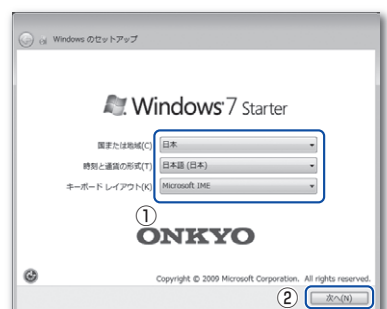 Windows のセットアップ
Windows 7 Starter
国または地域(C) 日本
時刻と通貨の形式(T) 日本語 (日本)
キーボード レイアウト(K) Microsoft IME
①
ONKYO
Copyright © 2009 Microsoft Corporation. All rights reserved.
② 次へ(N)